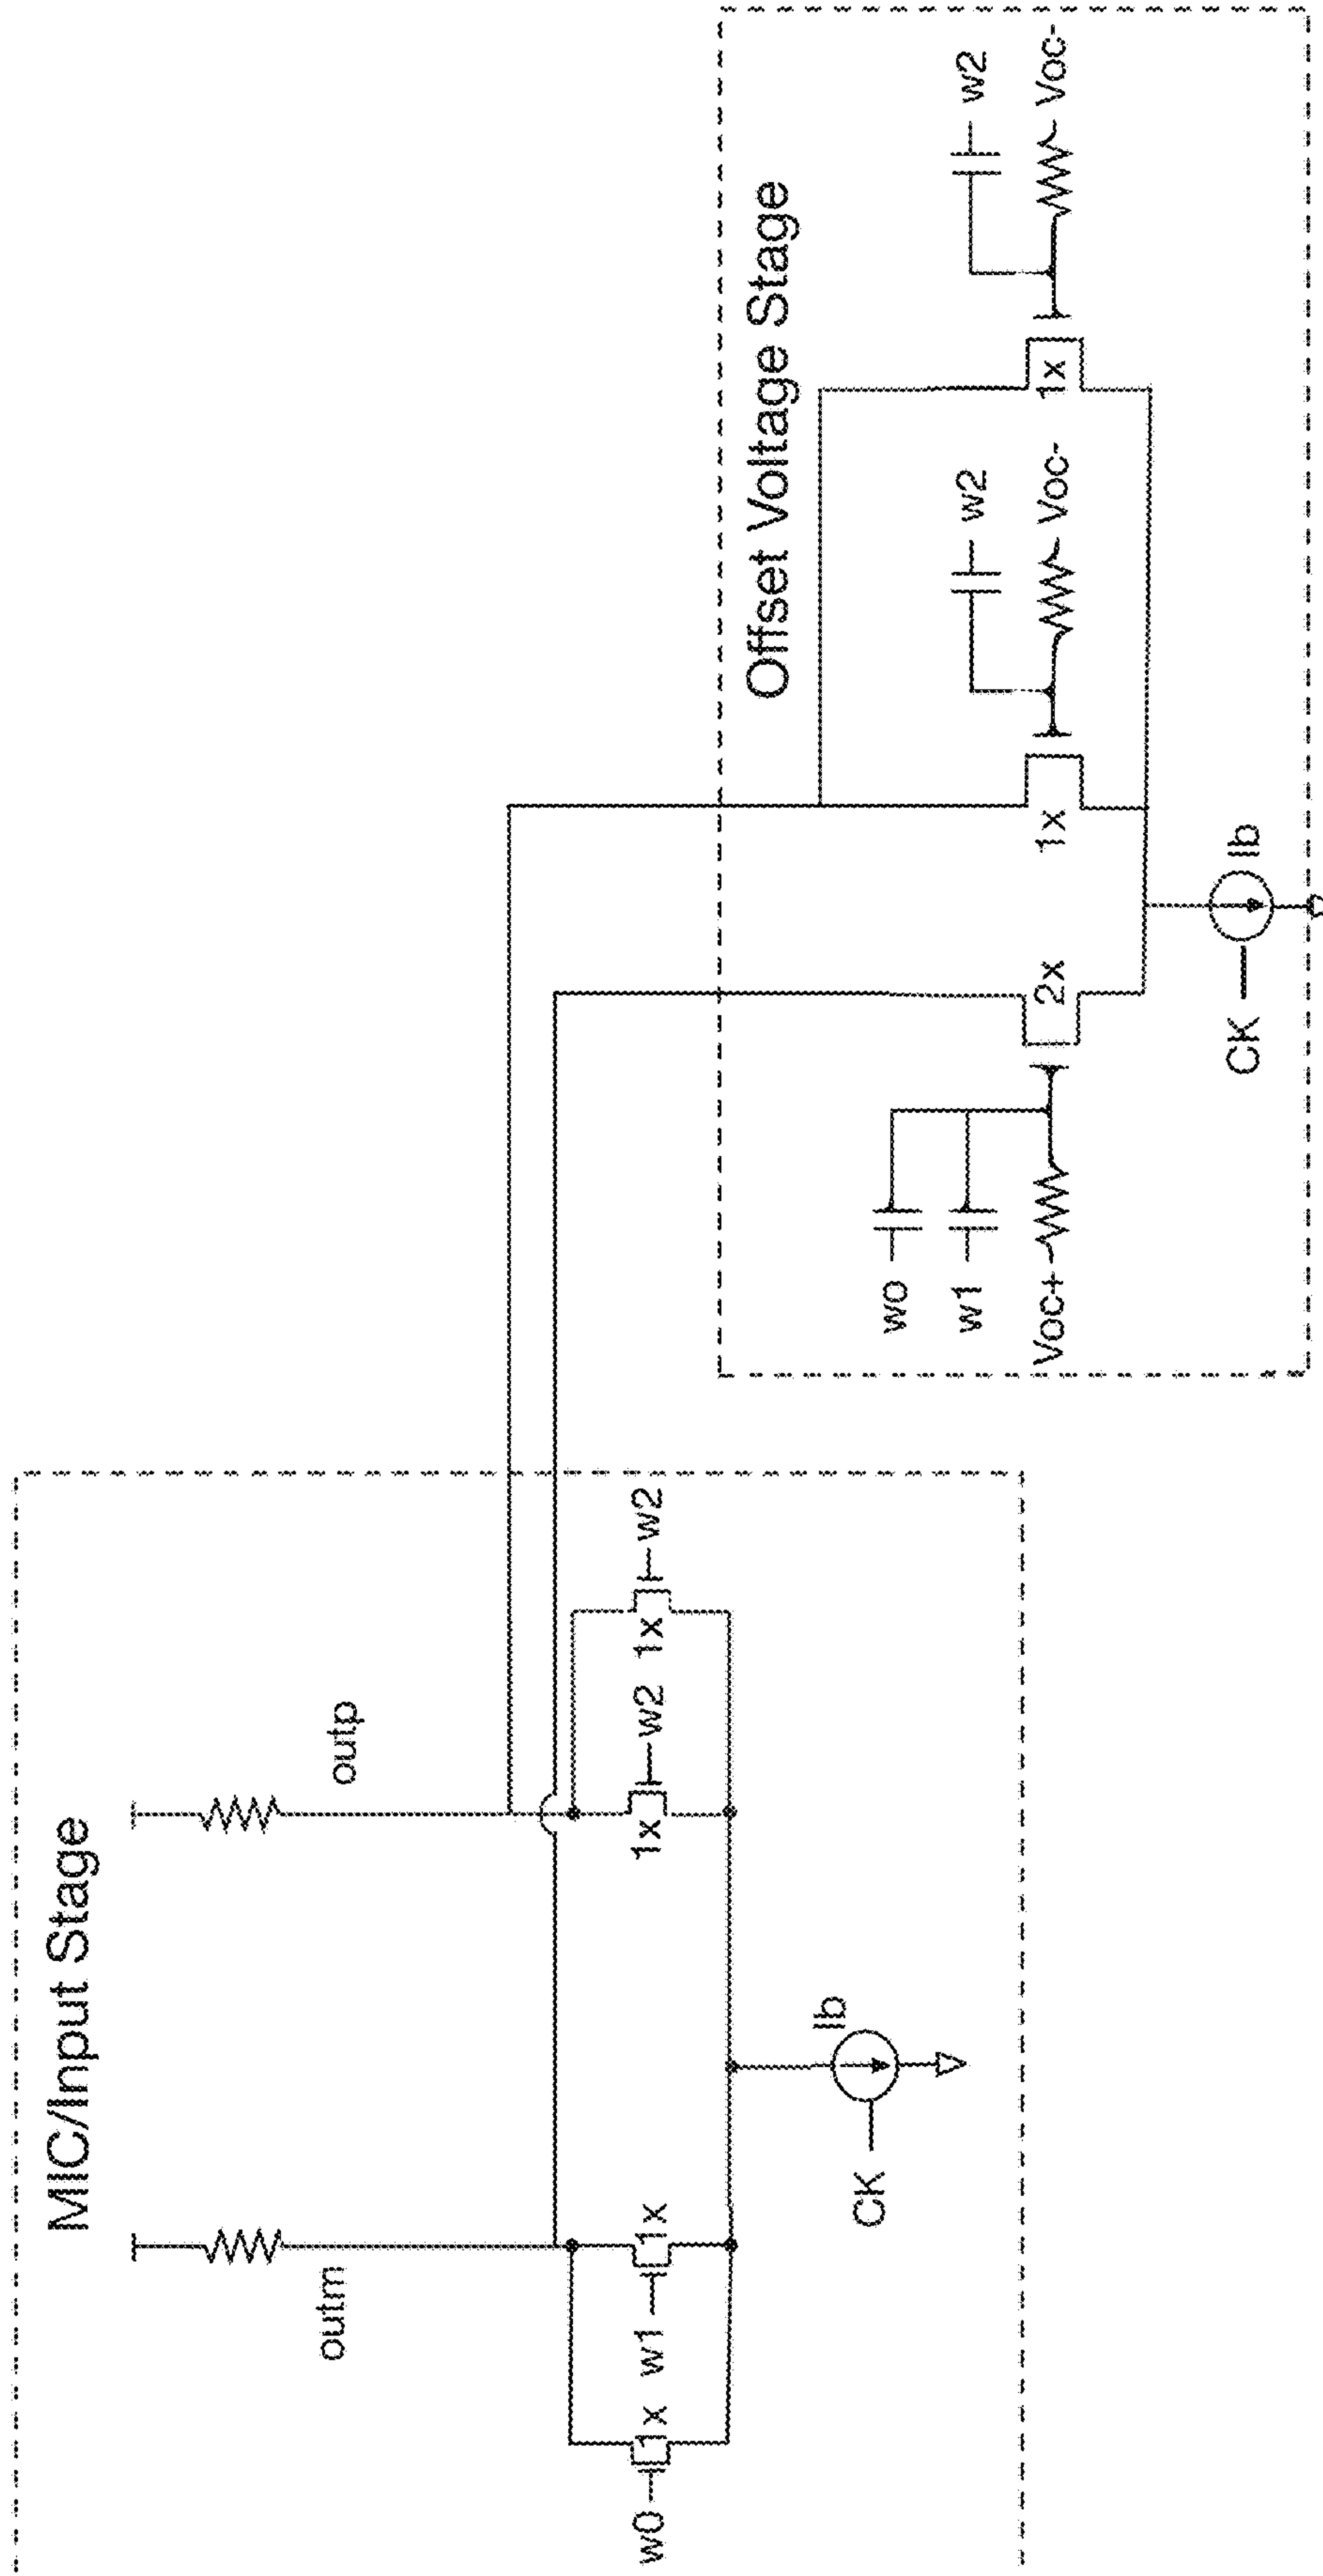 MIC/Input Stage
outm
outp
w0
1x
w1
1x
1x
w2
1x
w2
CK
Ib
Offset Voltage Stage
wo
w1
Voc+
2x
1x
w2
Voc-
1x
w2
Voc-
CK
Ib